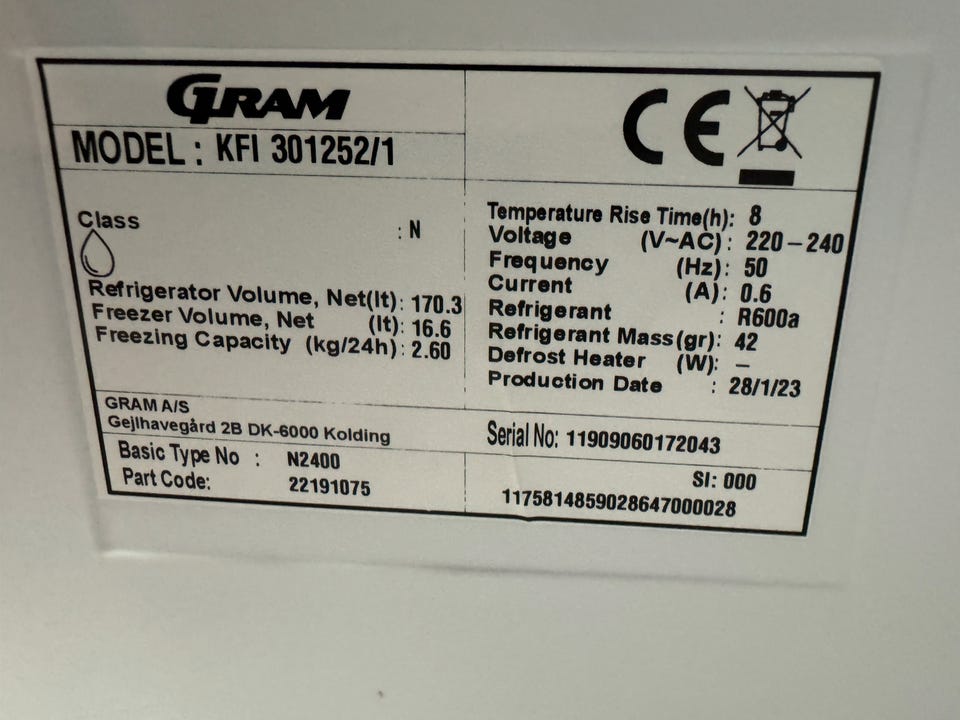 GRAM
MODEL: KFI 301252/1
CE
Class : N
Refrigerator Volume, Net(lt): 170.3
Freezer Volume, Net (lt): 16.6
Freezing Capacity (kg/24h): 2.60
Temperature Rise Time(h): 8
Voltage (V~AC): 220-240
Frequency (Hz): 50
Current (A): 0.6
Refrigerant : R600a
Refrigerant Mass(gr): 42
Defrost Heater (W): –
Production Date : 28/1/23
GRAM A/S
Gejlhavegård 2B DK-6000 Kolding
Serial No: 11909060172043
Basic Type No : N2400
Part Code: 22191075
SI: 000
1175814859028647000028